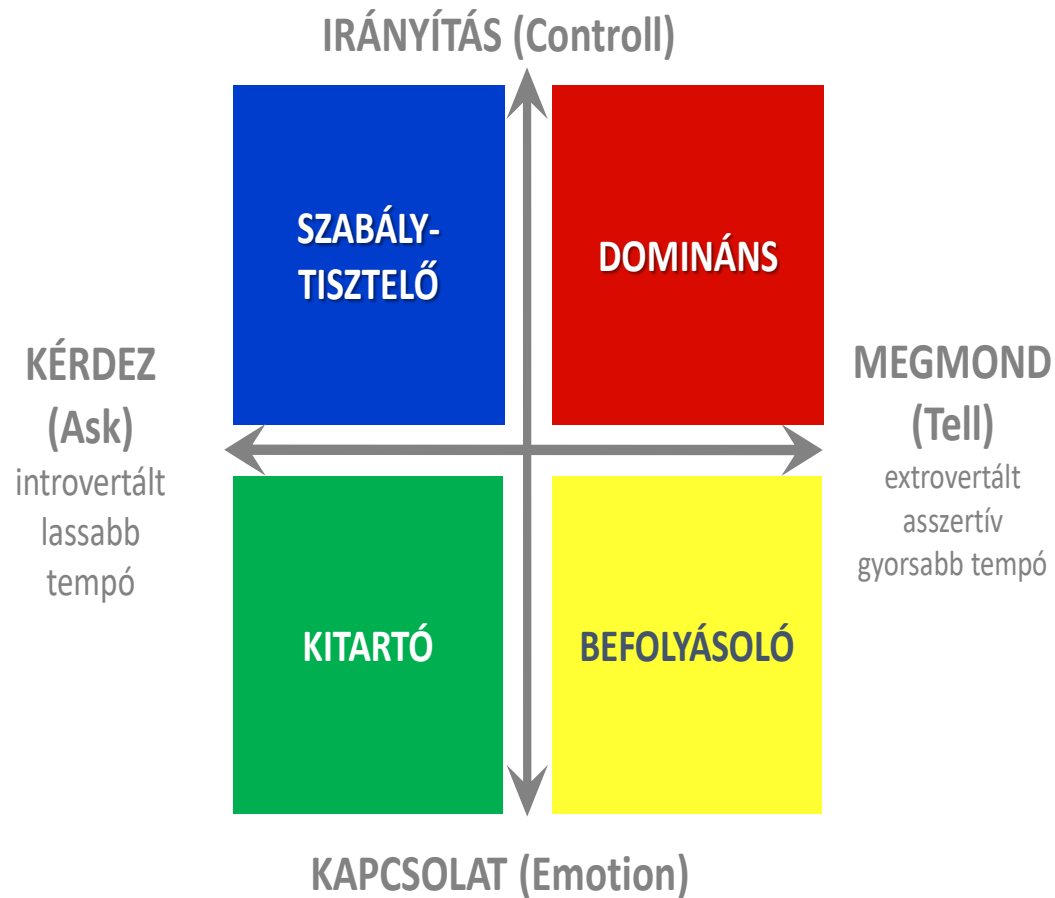 IRÁNYÍTÁS (Controll)
SZABÁLY-
TISZTELŐ
DOMINÁNS
KÉRDEZ
(Ask)
introvertált
lassabb
tempó
MEGMOND
(Tell)
extrovertált
asszertív
gyorsabb tempó
KITARTÓ
BEFOLYÁSOLÓ
KAPCSOLAT (Emotion)